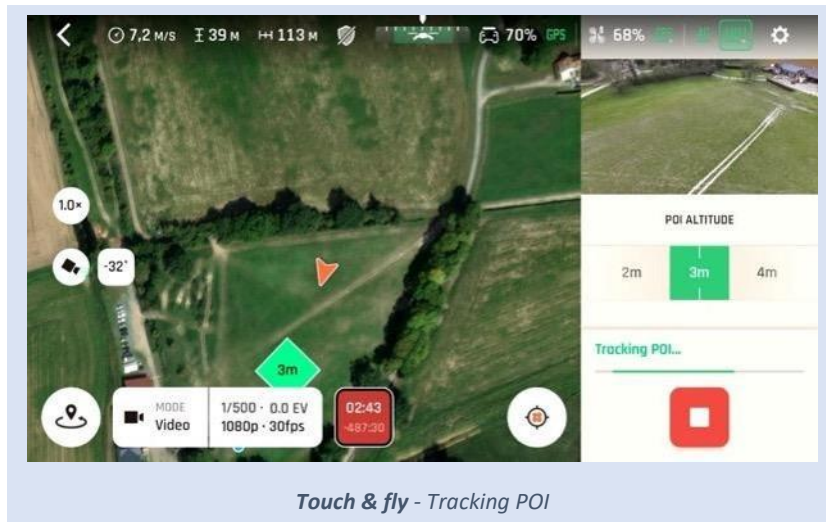 7,2 M/S 39 M 113 M 70% GPS 68%
1.0×
-32°
POI ALTITUDE
2m 3m 4m
3m
Tracking POI...
MODE
Video
1/500 · 0.0 EV
1080p · 30fps
02:43
-487:30
Touch & fly - Tracking POI